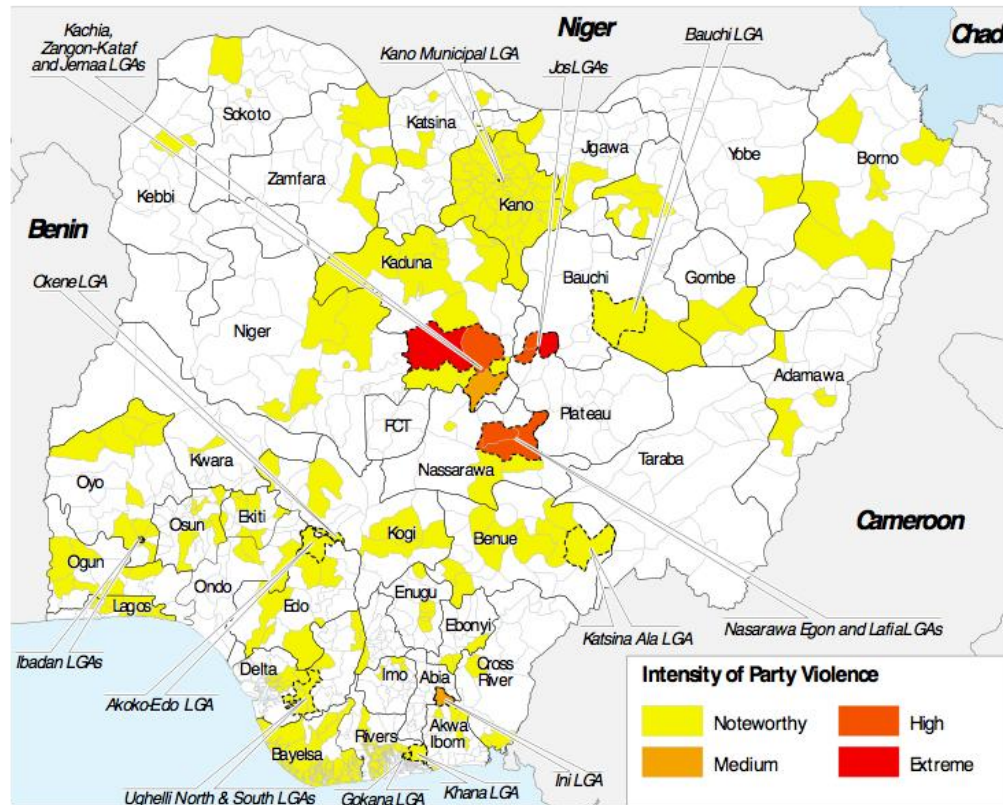 Kachia,
Zangon-Kataf
and Jemaa LGAs
Kano Municipal LGA
Niger
Bauchi LGA
Chad
Jos LGAs
Sokoto
Katsina
Jigawa
Yobe
Borno
Zamfara
Kebbi
Kano
Benin
Kaduna
Bauchi
Gombe
Okene LGA
Niger
Adamawa
Plateau
FCT
Taraba
Nassarawa
Kwara
Oyo
Osun
Ekiti
Kogi
Benue
Cameroon
Ogun
Ondo
Enugu
Lagos
Edo
Ebonyi
Nasarawa Egon and Lafia LGAs
Katsina Ala LGA
Ibadan LGAs
Delta
Imo
Abia
Cross
River
Akoko-Edo LGA
Rivers
Akwa
Ibom
Bayelsa
Ini LGA
Ughelli North & South LGAs
Gokana LGA
Khana LGA
Intensity of Party Violence
Noteworthy
High
Medium
Extreme